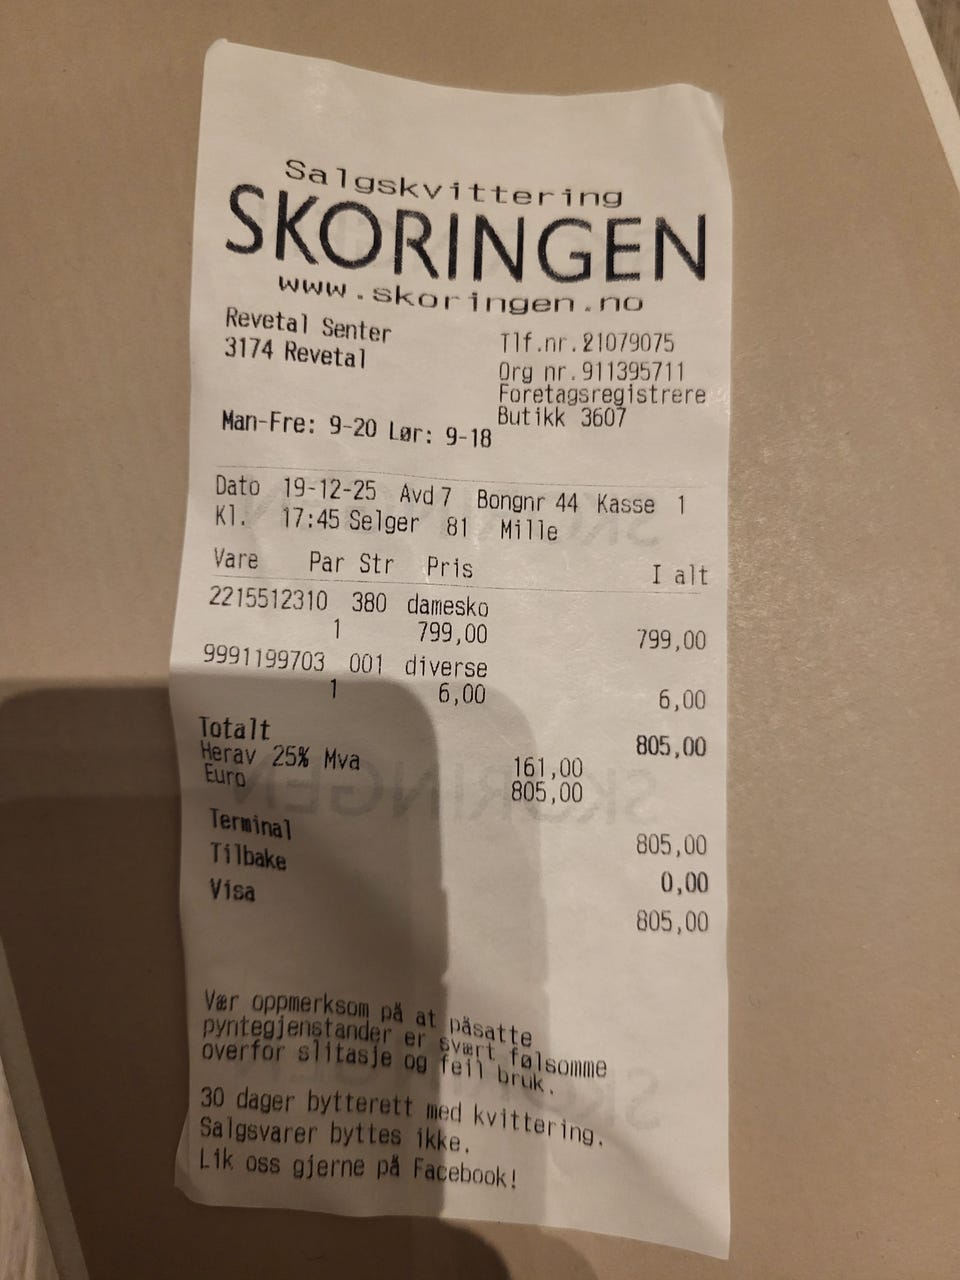 Salgskvittering
SKORINGEN
www.skoringen.no
Revetal Senter
3174 Revetal
Tlf.nr.21079075
Org nr.911395711
Foretagsregistrere
Butikk 3607
Man-Fre: 9-20 Lør: 9-18
Dato 19-12-25 Avd 7 Bongnr 44 Kasse 1
Kl. 17:45 Selger 81 Mille
Vare Par Str Pris I alt
2215512310 380 damesko
1 799,00 799,00
9991199703 001 diverse
1 6,00 6,00
Totalt 805,00
Herav 25% Mva 161,00
Euro 805,00
Terminal 805,00
Tilbake 0,00
Visa 805,00
Vær oppmerksom på at påsatte
pyntegjenstander er svært følsomme
overfor slitasje og feil bruk.
30 dager bytterett med kvittering.
Salgsvarer byttes ikke.
Lik oss gjerne på Facebook!